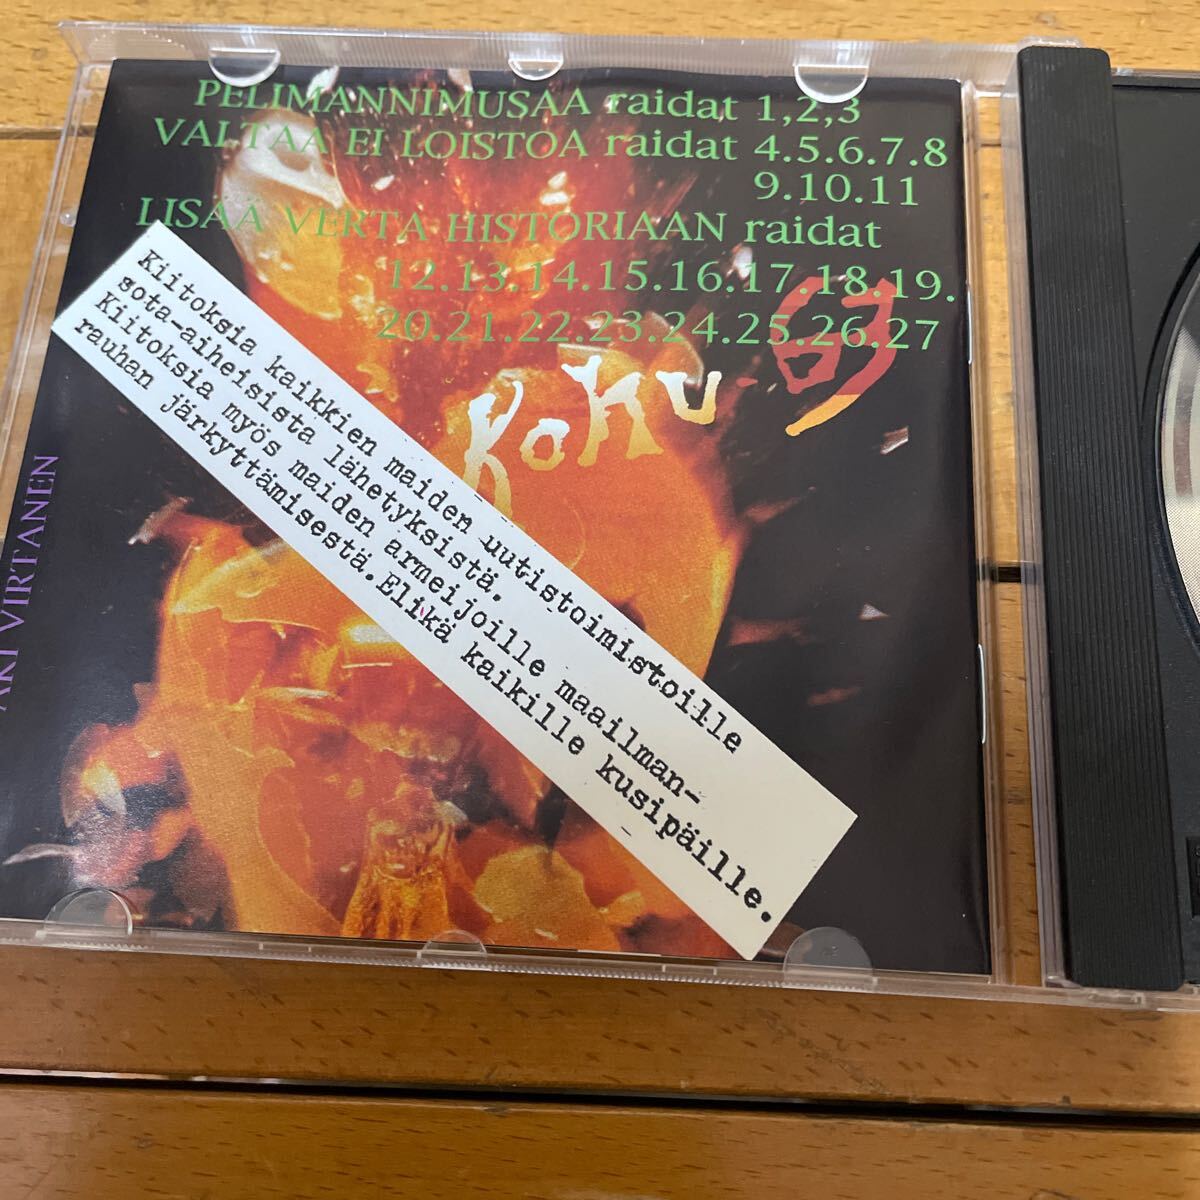 PELIMANNIMUSAA raidat 1,2,3
VALTAA EI LOISTOA raidat 4.5.6.7.8
9.10.11
LISÄÄ VERTA HISTORIAAN raidat
12.13.14.15.16.17.18.19.
20.21.22.23.24.25.26.27
Kiitoksia kaikkien maiden uutistoimistoille
sota-aiheisista lähetyksistä.
Kiitoksia myös maiden armeijoille maailman-
rauhan järkyttämisestä.Elikä kaikille kusipäille.
AKI VIRTANEN